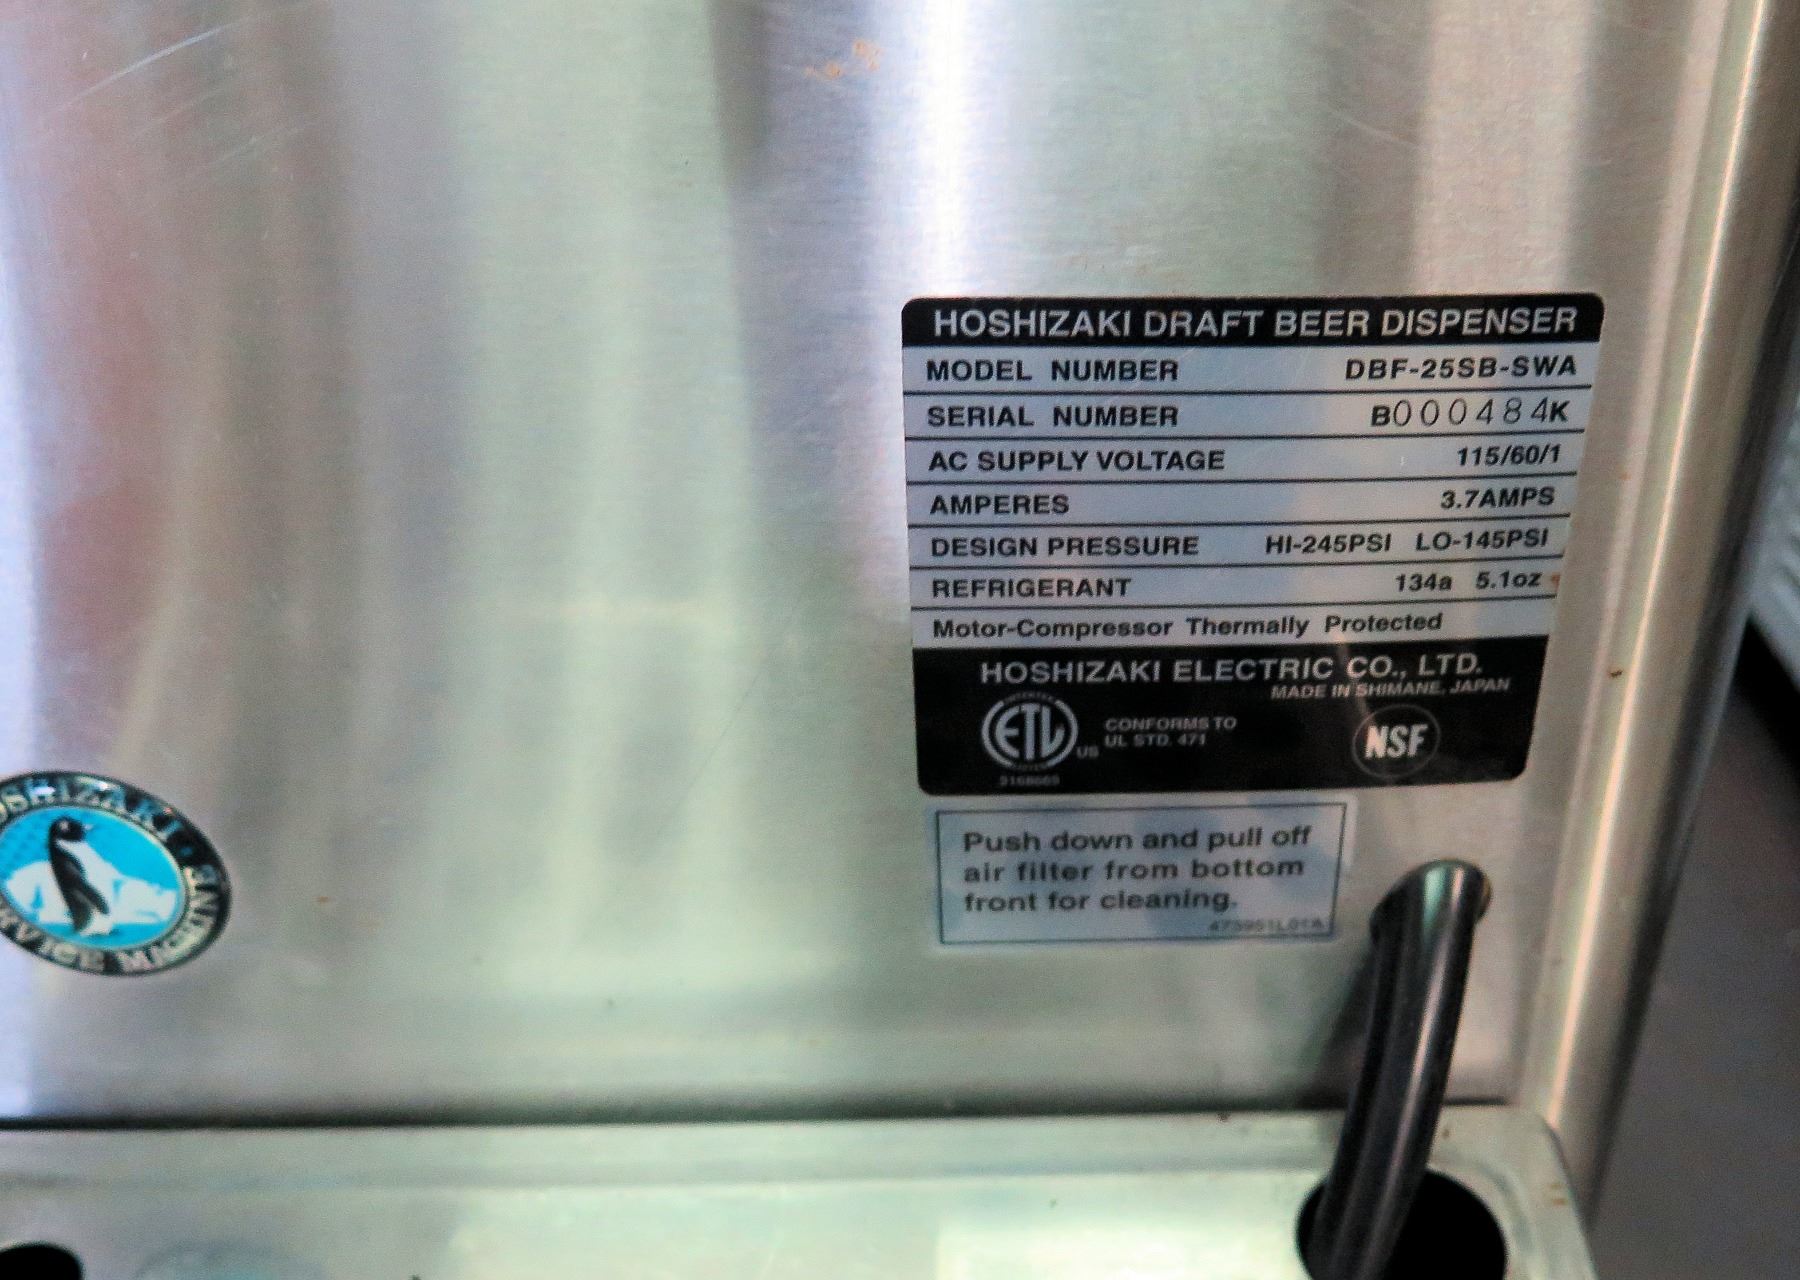 HOSHIZAKI DRAFT BEER DISPENSER
MODEL NUMBER DBF-25SB-SWA
SERIAL NUMBER B000484K
AC SUPPLY VOLTAGE 115/60/1
AMPERES 3.7AMPS
DESIGN PRESSURE HI-245PSI LO-145PSI
REFRIGERANT 134a 5.1oz
Motor-Compressor Thermally Protected
HOSHIZAKI ELECTRIC CO., LTD.
MADE IN SHIMANE, JAPAN
ETL US
CONFORMS TO
UL STD. 471
NSF
Push down and pull off
air filter from bottom
front for cleaning.
HOSHIZAKI